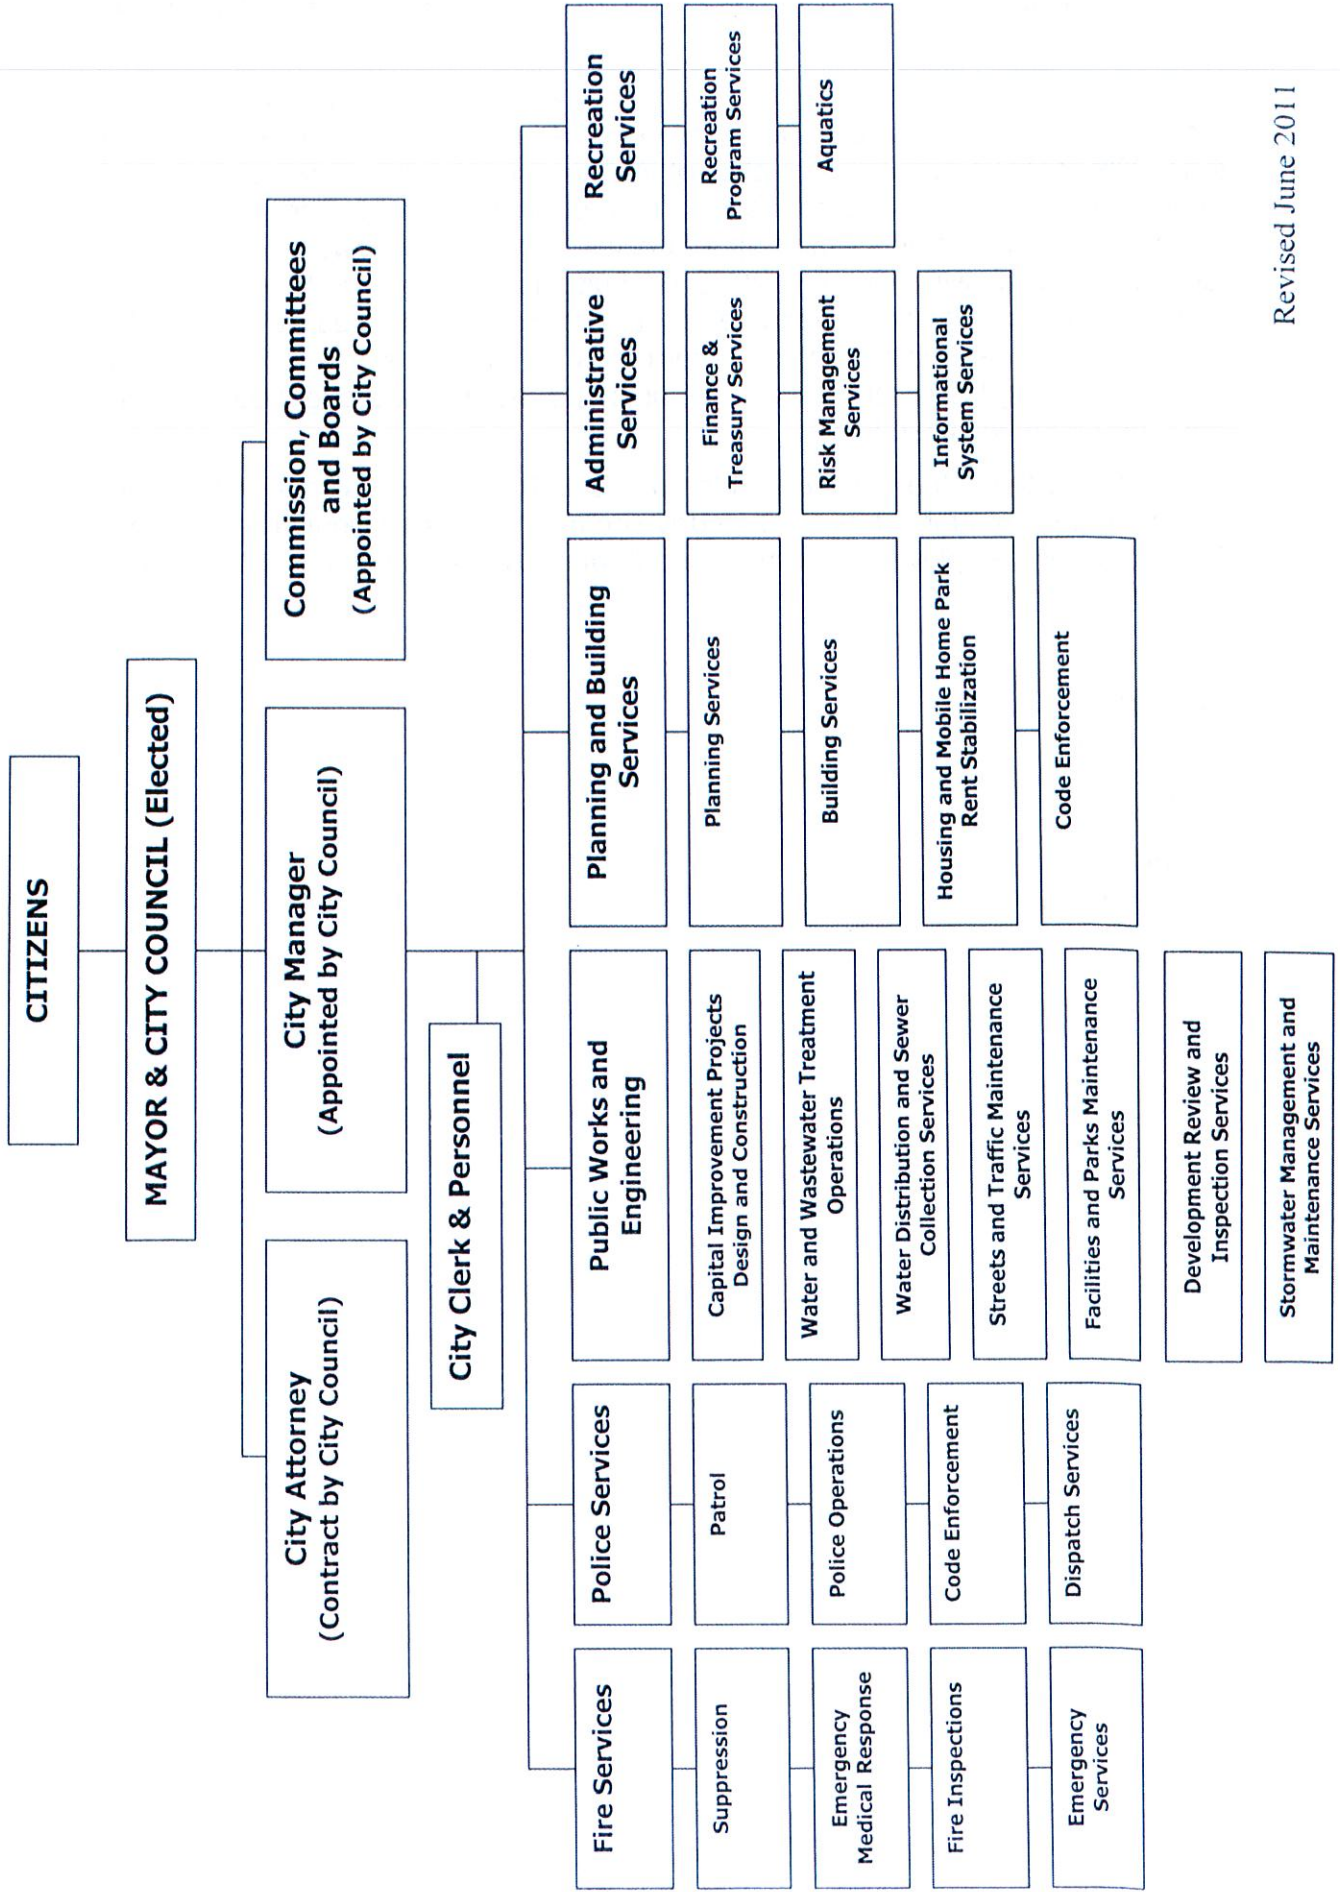 CITIZENS
MAYOR & CITY COUNCIL (Elected)
City Attorney
(Contract by City Council)
City Manager
(Appointed by City Council)
Commission, Committees
and Boards
(Appointed by City Council)
City Clerk & Personnel
Fire Services
Suppression
Emergency
Medical Response
Fire Inspections
Emergency
Services
Police Services
Patrol
Police Operations
Code Enforcement
Dispatch Services
Public Works and
Engineering
Capital Improvement Projects
Design and Construction
Water and Wastewater Treatment
Operations
Water Distribution and Sewer
Collection Services
Streets and Traffic Maintenance
Services
Facilities and Parks Maintenance
Services
Development Review and
Inspection Services
Stormwater Management and
Maintenance Services
Planning and Building
Services
Planning Services
Building Services
Housing and Mobile Home Park
Rent Stabilization
Code Enforcement
Administrative
Services
Finance &
Treasury Services
Risk Management
Services
Informational
System Services
Recreation
Services
Recreation
Program Services
Aquatics
Revised June 2011